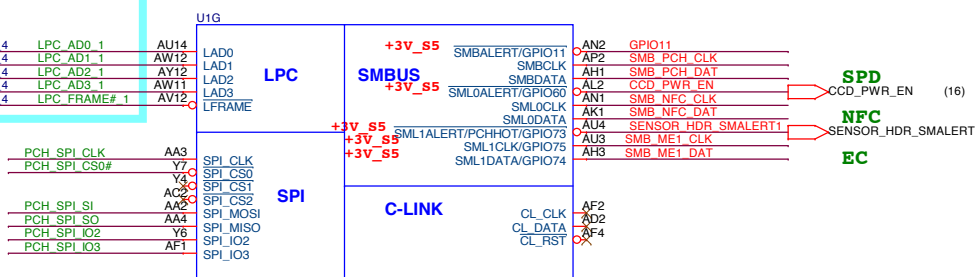 U1G
4 LPC_AD0_1 AU14 LAD0
4 LPC_AD1_1 AW12 LAD1
4 LPC_AD2_1 AY12 LAD2
4 LPC_AD3_1 AW11 LAD3
4 LPC_FRAME#_1 AV12 LFRAME
LPC
SMBUS
+3V_S5 SMBALERT/GPIO11 AN2 GPIO11
SMBCLK AP2 SMB_PCH_CLK
SMBDATA AH1 SMB_PCH_DAT
SPD
+3V_S5 SML0ALERT/GPIO60 AL2 CCD_PWR_EN CCD_PWR_EN (16)
SML0CLK AN1 SMB_NFC_CLK
SML0DATA AK1 SMB_NFC_DAT
NFC
+3V_S5 SML1ALERT/PCHHOT/GPIO73 AU4 SENSOR_HDR_SMALERT1 SENSOR_HDR_SMALERT
+3V_S5 SML1CLK/GPIO75 AU3 SMB_ME1_CLK
+3V_S5 SML1DATA/GPIO74 AH3 SMB_ME1_DAT
EC
PCH_SPI_CLK AA3 SPI_CLK
PCH_SPI_CS0# Y7 SPI_CS0
Y4 SPI_CS1
AC2 SPI_CS2
PCH_SPI_SI AA2 SPI_MOSI
PCH_SPI_SO AA4 SPI_MISO
PCH_SPI_IO2 Y6 SPI_IO2
PCH_SPI_IO3 AF1 SPI_IO3
SPI
C-LINK
CL_CLK AF2
CL_DATA AD2
CL_RST AF4